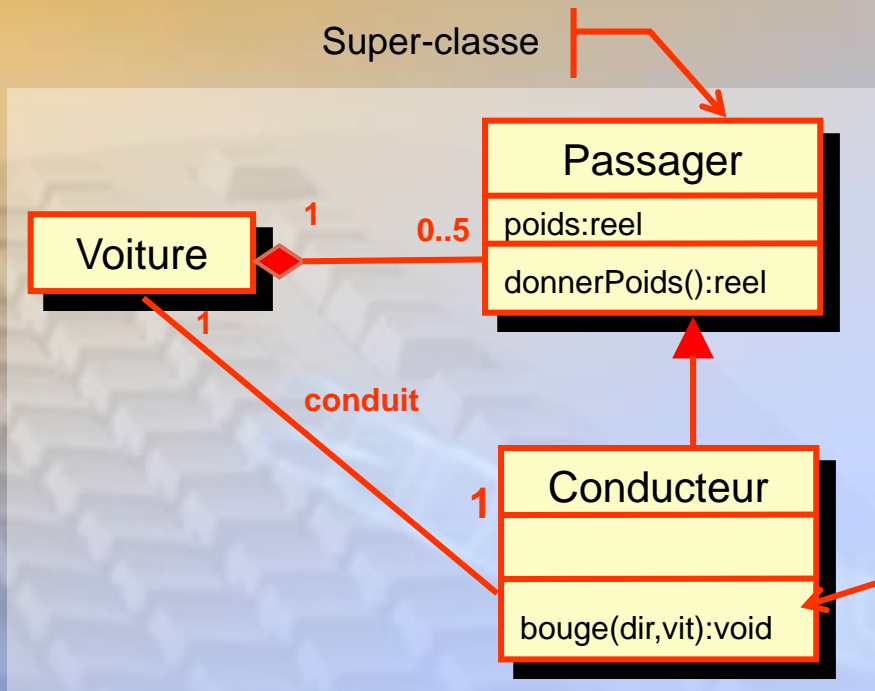 Super-classe
Passager
poids:reel
donnerPoids():reel
Voiture
1
0..5
1
conduit
1
Conducteur
bouge(dir,vit):void